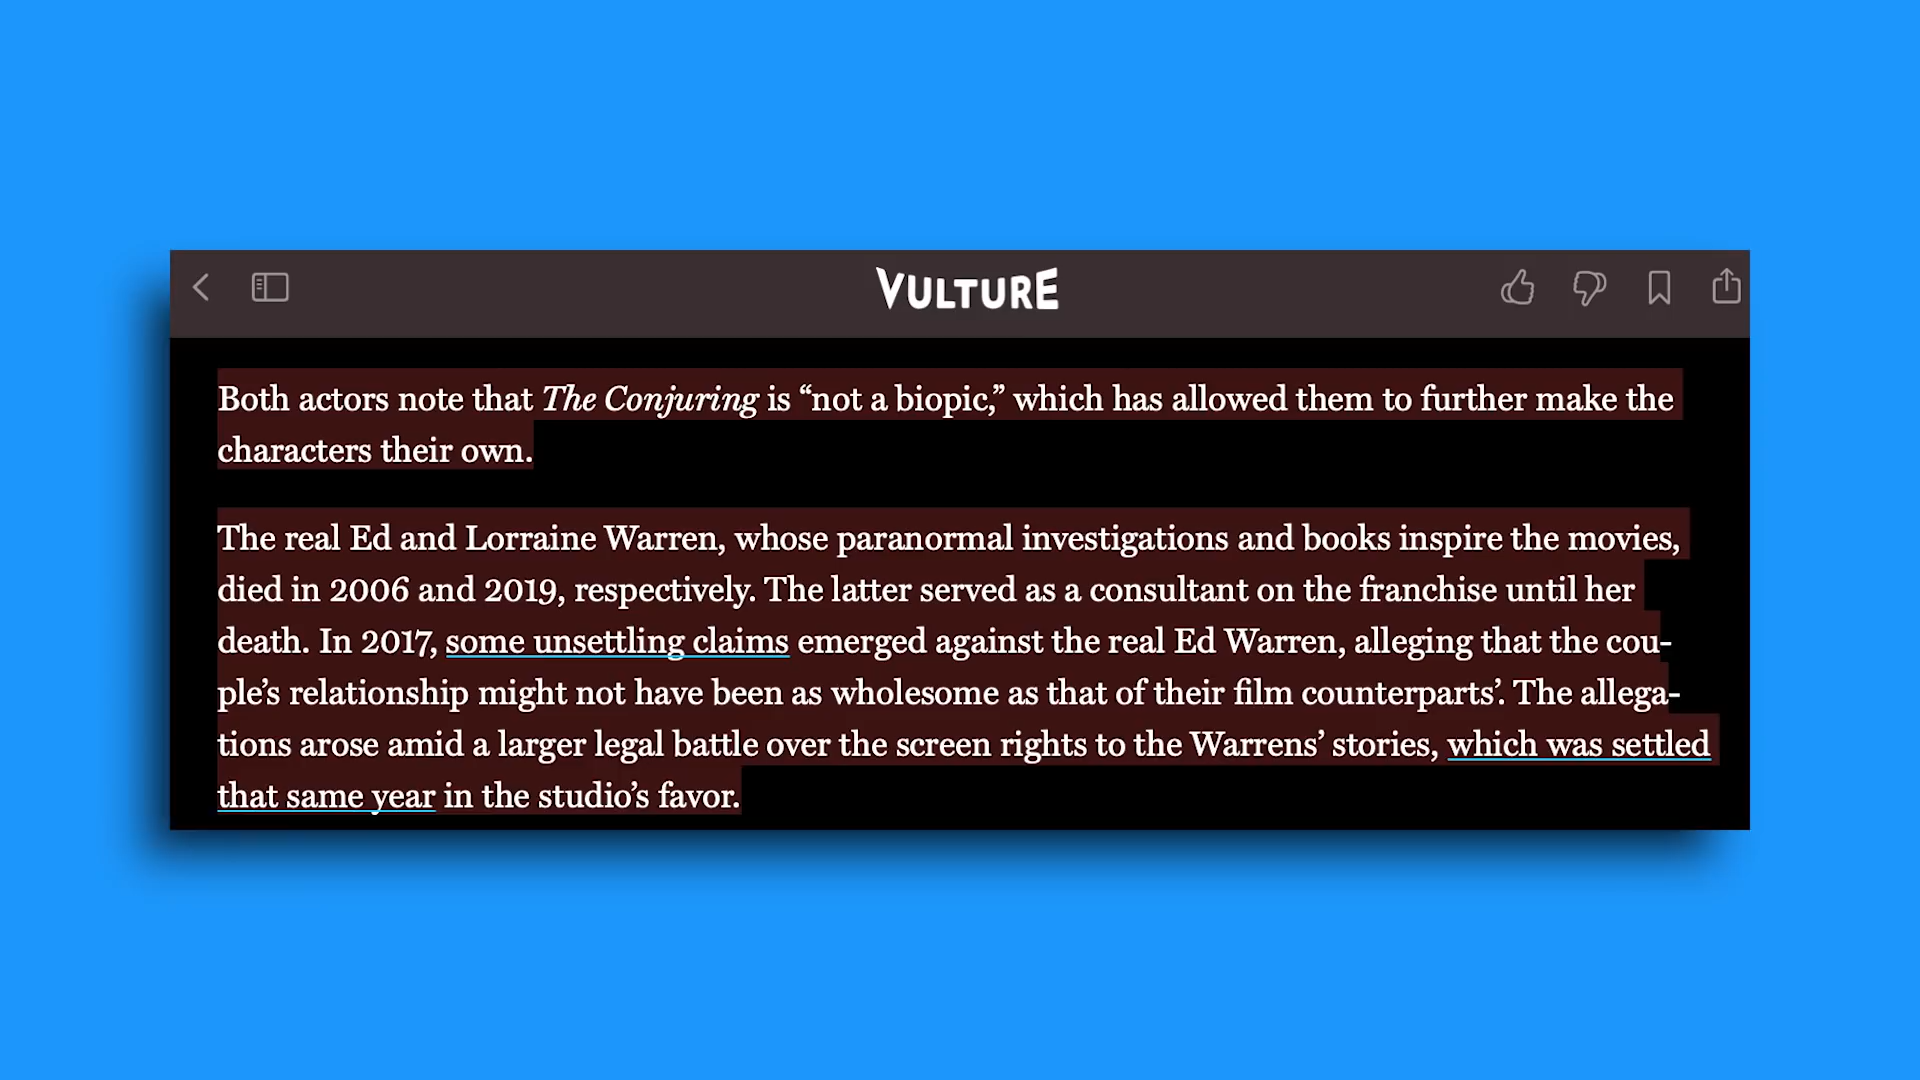 VULTURE
Both actors note that The Conjuring is “not a biopic,” which has allowed them to further make the
characters their own.
The real Ed and Lorraine Warren, whose paranormal investigations and books inspire the movies,
died in 2006 and 2019, respectively. The latter served as a consultant on the franchise until her
death. In 2017, some unsettling claims emerged against the real Ed Warren, alleging that the cou-
ple’s relationship might not have been as wholesome as that of their film counterparts’. The allega-
tions arose amid a larger legal battle over the screen rights to the Warrens’ stories, which was settled
that same year in the studio’s favor.